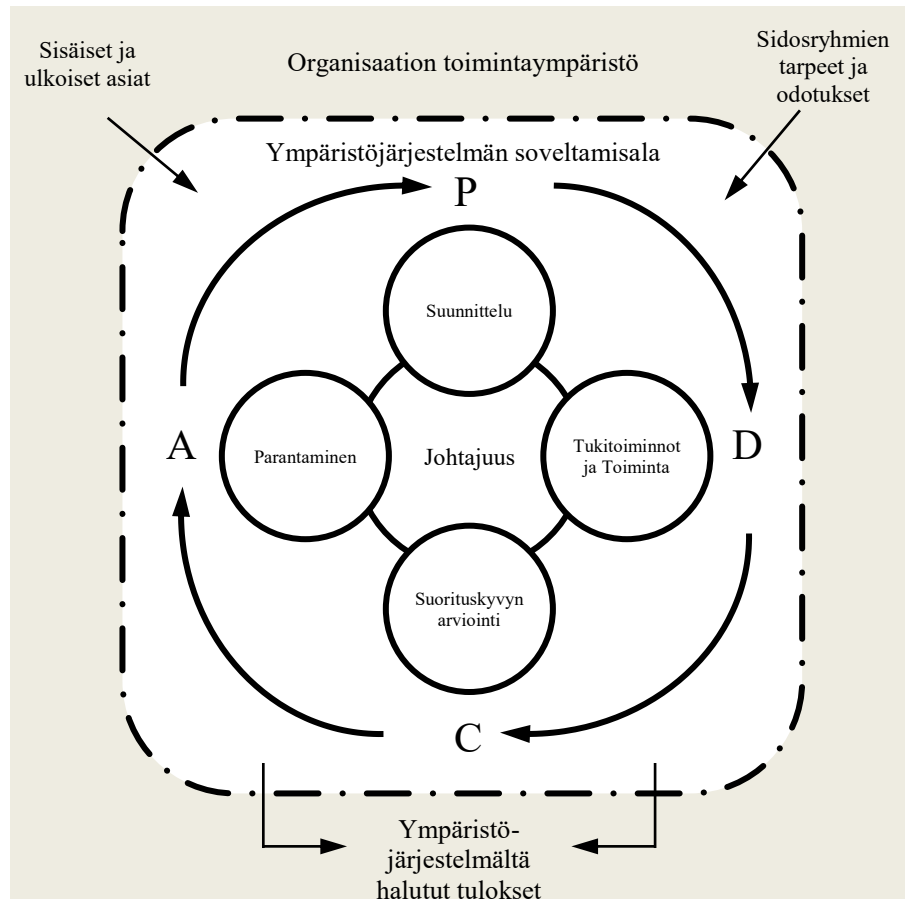 Sisäiset ja
ulkoiset asiat
Organisaation toimintaympäristö
Sidosryhmien
tarpeet ja
odotukset
Ympäristöjärjestelmän soveltamisala
P
Suunnittelu
A
Parantaminen
Johtajuus
Tukitoiminnot
ja Toiminta
D
Suorituskyvyn
arviointi
C
Ympäristö-
järjestelmältä
halutut tulokset